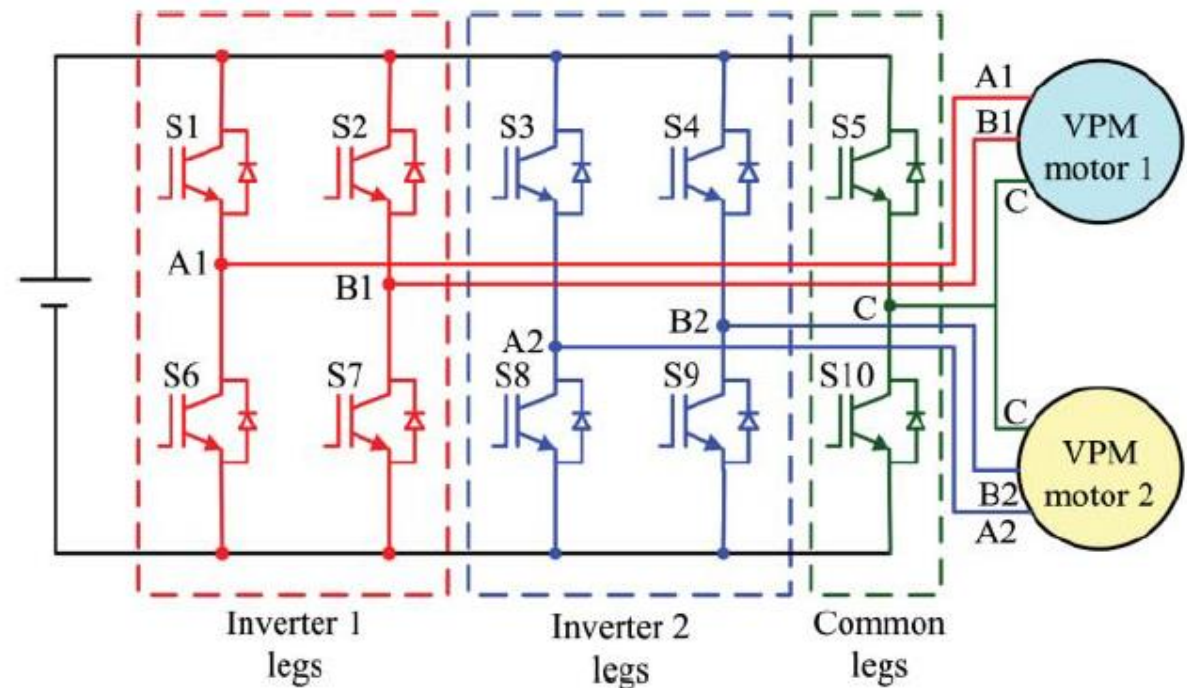 S1
S2
S3
S4
S5
A1
B1
C
VPM
motor 1
A1
B1
C
B2
A2
S6
S7
S8
S9
S10
C
B2
A2
VPM
motor 2
Inverter 1
legs
Inverter 2
legs
Common
legs